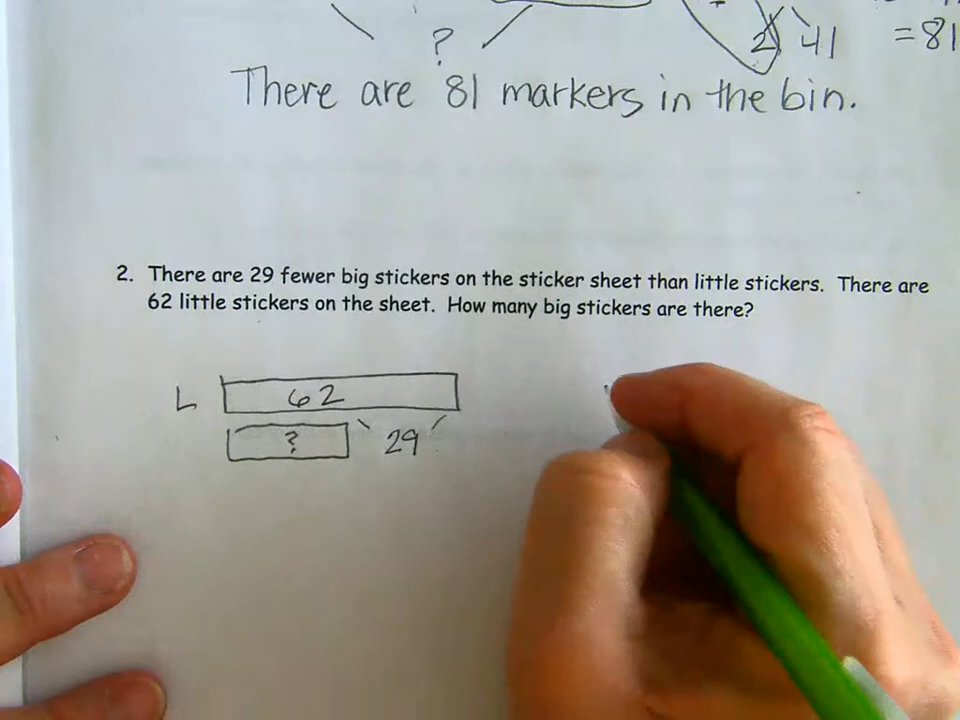 ? 2 41 = 81
There are 81 markers in the bin.
2. There are 29 fewer big stickers on the sticker sheet than little stickers. There are
62 little stickers on the sheet. How many big stickers are there?
L 62
? 29